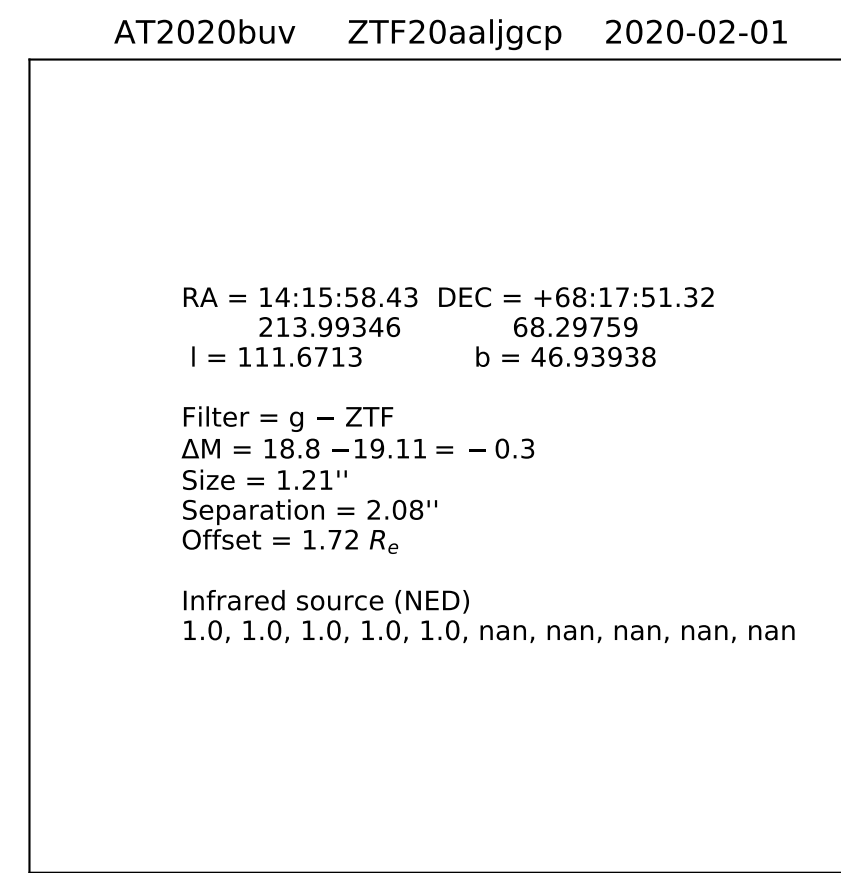 AT2020buv ZTF20aaljgcp 2020-02-01
RA = 14:15:58.43 DEC = +68:17:51.32
213.99346 68.29759
l = 111.6713 b = 46.93938
Filter = g − ZTF
ΔM = 18.8 −19.11 = − 0.3
Size = 1.21''
Separation = 2.08''
Offset = 1.72 Re
Infrared source (NED)
1.0, 1.0, 1.0, 1.0, 1.0, nan, nan, nan, nan, nan